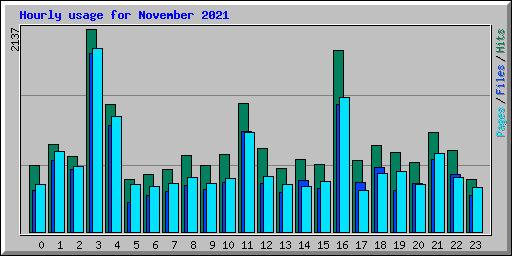 Hourly usage for November 2021
2137
Pages/Files/Hits
0 1 2 3 4 5 6 7 8 9 10 11 12 13 14 15 16 17 18 19 20 21 22 23